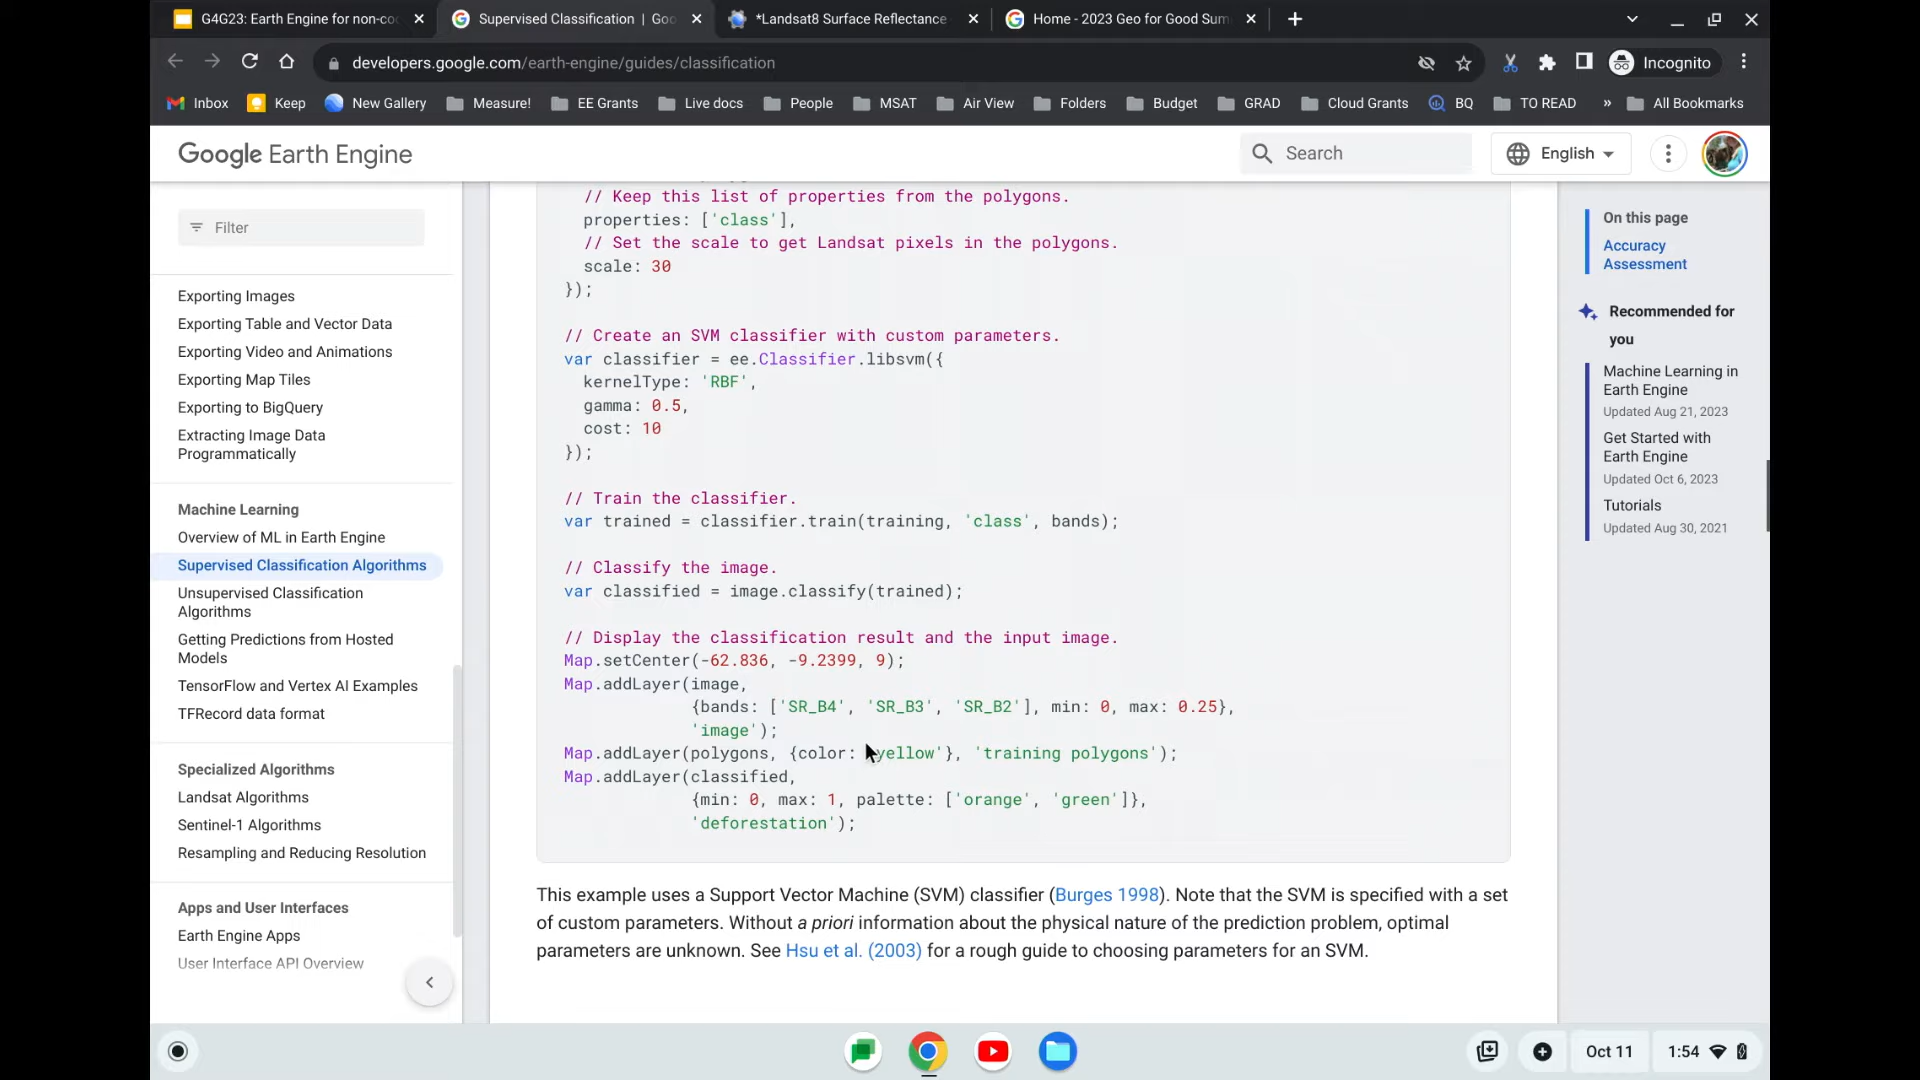 G4G23: Earth Engine for non-co
Supervised Classification | Goo
*Landsat8 Surface Reflectance
Home - 2023 Geo for Good Sum
developers.google.com/earth-engine/guides/classification
Incognito
Inbox
Keep
New Gallery
Measure!
EE Grants
Live docs
People
MSAT
Air View
Folders
Budget
GRAD
Cloud Grants
BQ
TO READ
»
All Bookmarks
Google Earth Engine
Search
English
Filter
Exporting Images
Exporting Table and Vector Data
Exporting Video and Animations
Exporting Map Tiles
Exporting to BigQuery
Extracting Image Data
Programmatically
Machine Learning
Overview of ML in Earth Engine
Supervised Classification Algorithms
Unsupervised Classification
Algorithms
Getting Predictions from Hosted
Models
TensorFlow and Vertex AI Examples
TFRecord data format
Specialized Algorithms
Landsat Algorithms
Sentinel-1 Algorithms
Resampling and Reducing Resolution
Apps and User Interfaces
Earth Engine Apps
User Interface API Overview
// Keep this list of properties from the polygons.
properties: ['class'],
// Set the scale to get Landsat pixels in the polygons.
scale: 30
});
// Create an SVM classifier with custom parameters.
var classifier = ee.Classifier.libsvm({
kernelType: 'RBF',
gamma: 0.5,
cost: 10
});
// Train the classifier.
var trained = classifier.train(training, 'class', bands);
// Classify the image.
var classified = image.classify(trained);
// Display the classification result and the input image.
Map.setCenter(-62.836, -9.2399, 9);
Map.addLayer(image,
{bands: ['SR_B4', 'SR_B3', 'SR_B2'], min: 0, max: 0.25},
'image');
Map.addLayer(polygons, {color: yellow'}, 'training polygons');
Map.addLayer(classified,
{min: 0, max: 1, palette: ['orange', 'green']},
'deforestation');
This example uses a Support Vector Machine (SVM) classifier (Burges 1998). Note that the SVM is specified with a set
of custom parameters. Without a priori information about the physical nature of the prediction problem, optimal
parameters are unknown. See Hsu et al. (2003) for a rough guide to choosing parameters for an SVM.
On this page
Accuracy
Assessment
Recommended for
you
Machine Learning in
Earth Engine
Updated Aug 21, 2023
Get Started with
Earth Engine
Updated Oct 6, 2023
Tutorials
Updated Aug 30, 2021
Oct 11
1:54